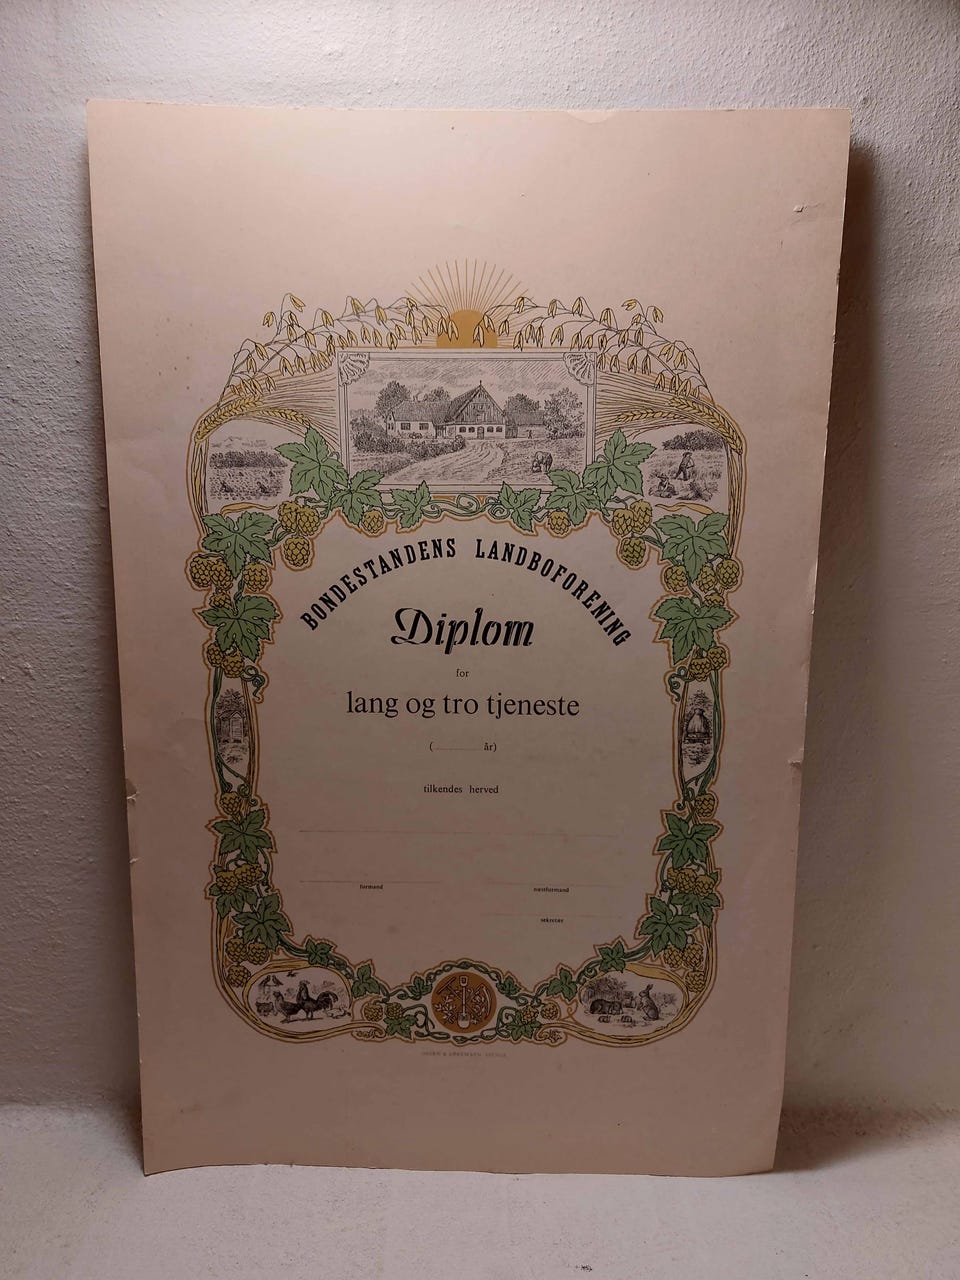 BONDESTANDENS LANDBOFORENING
Diplom
for
lang og tro tjeneste
(............ år)
tilkendes herved
formand
næstformand
sekretær